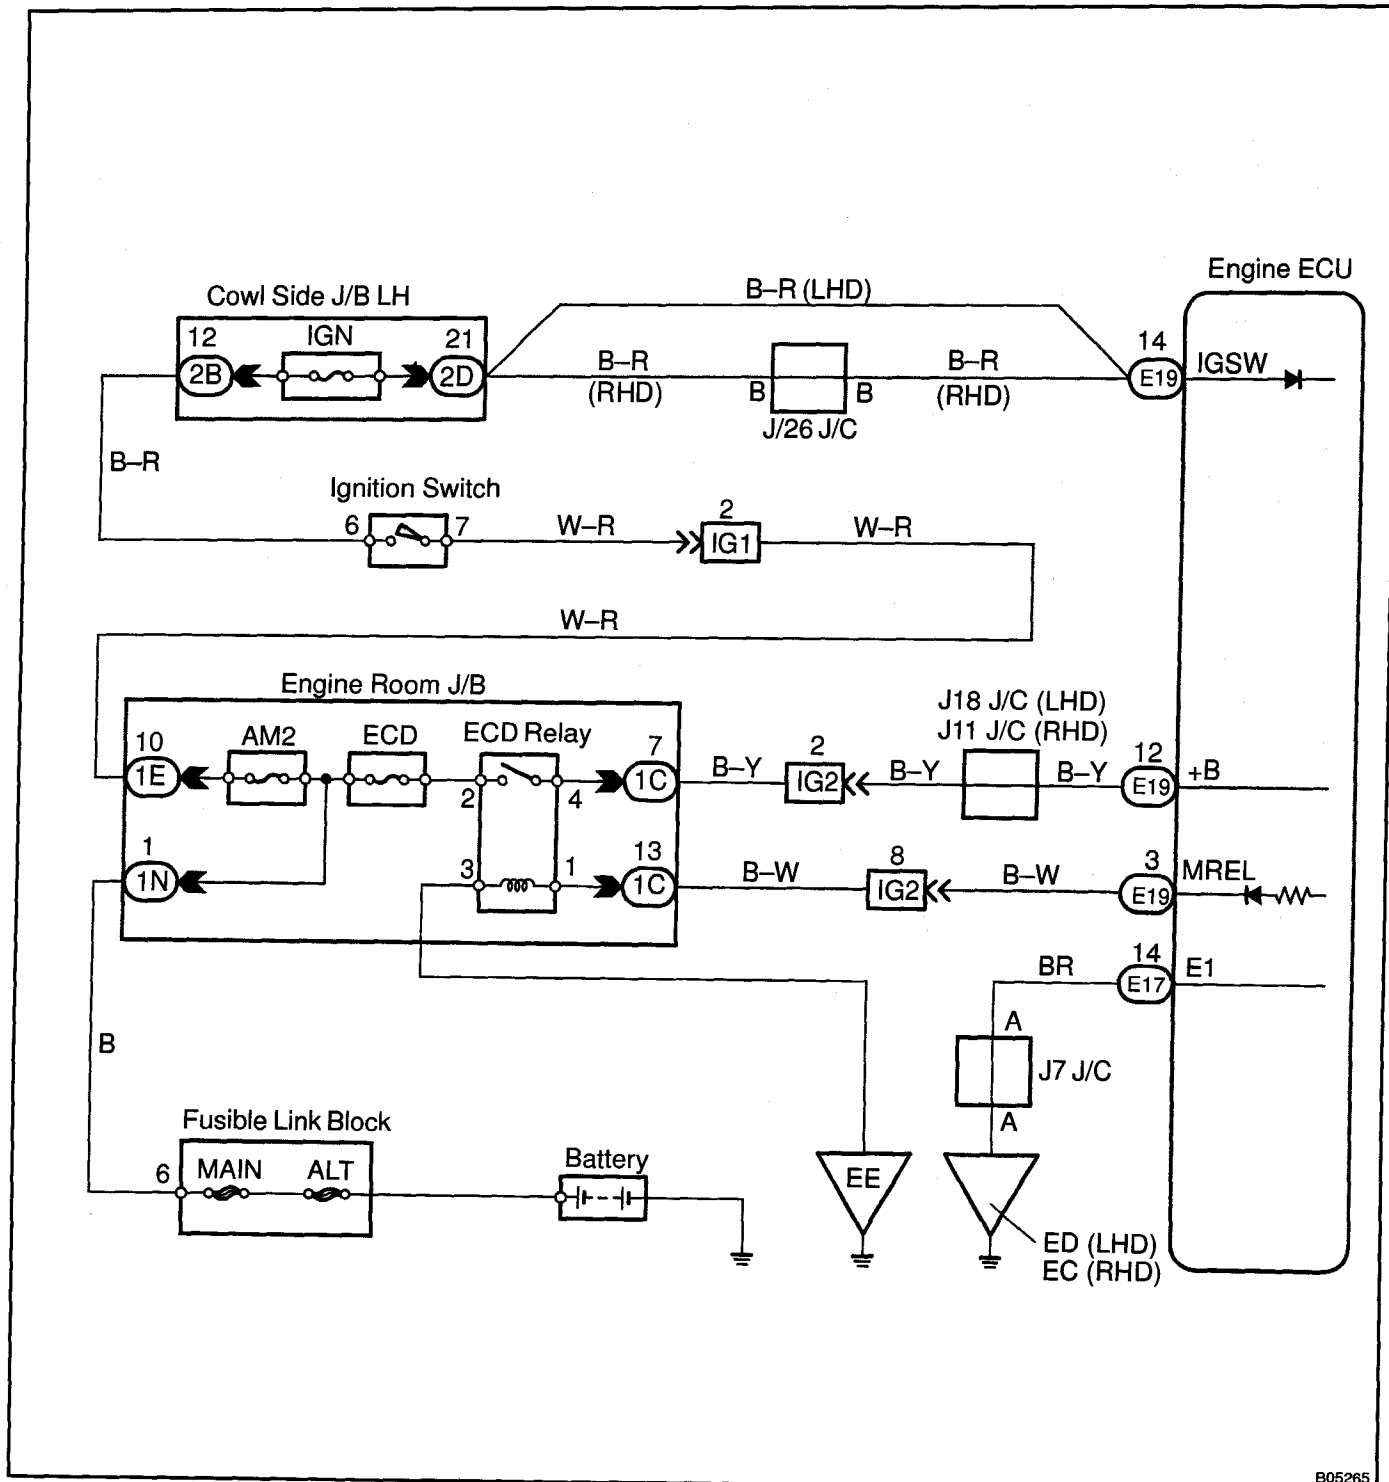 Engine ECU
Cowl Side J/B LH
B–R (LHD)
12
IGN
21
14
2B
2D
B–R
(RHD)
B
B
J/26 J/C
B–R
(RHD)
E19
IGSW
B–R
Ignition Switch
6
7
W–R
2
IG1
W–R
W–R
Engine Room J/B
J18 J/C (LHD)
J11 J/C (RHD)
10
AM2
ECD
ECD Relay
7
2
12
1E
2
4
1C
B–Y
IG2
B–Y
B–Y
E19
+B
1
3
1
13
8
3
1N
1C
B–W
IG2
B–W
E19
MREL
14
BR
E17
E1
A
B
J7 J/C
A
Fusible Link Block
6
MAIN
ALT
Battery
EE
ED (LHD)
EC (RHD)
B05265